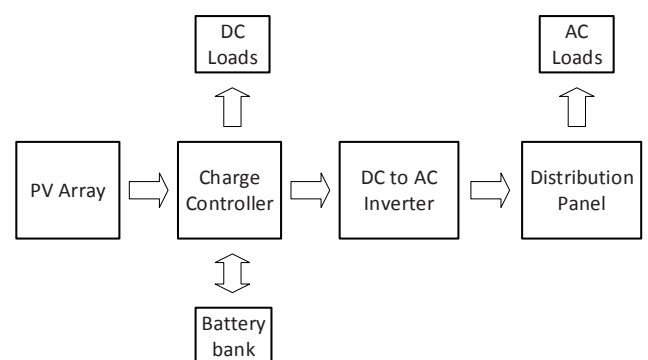 DC
Loads
AC
Loads
PV Array
Charge
Controller
DC to AC
Inverter
Distribution
Panel
Battery
bank